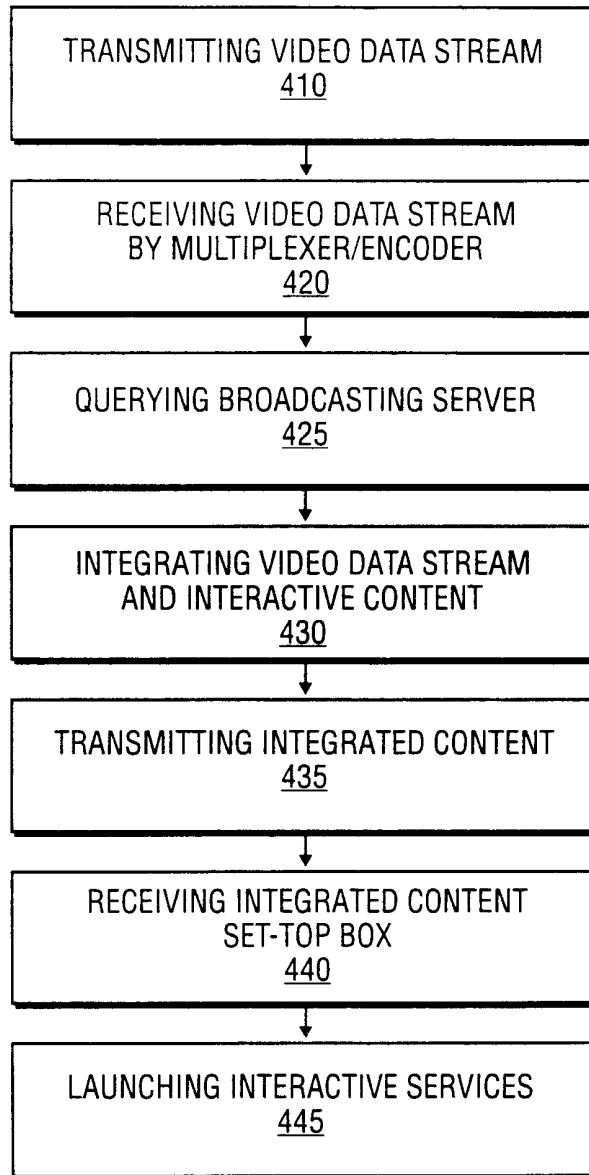 TRANSMITTING VIDEO DATA STREAM
410
RECEIVING VIDEO DATA STREAM
BY MULTIPLEXER/ENCODER
420
QUERYING BROADCASTING SERVER
425
INTEGRATING VIDEO DATA STREAM
AND INTERACTIVE CONTENT
430
TRANSMITTING INTEGRATED CONTENT
435
RECEIVING INTEGRATED CONTENT
SET-TOP BOX
440
LAUNCHING INTERACTIVE SERVICES
445